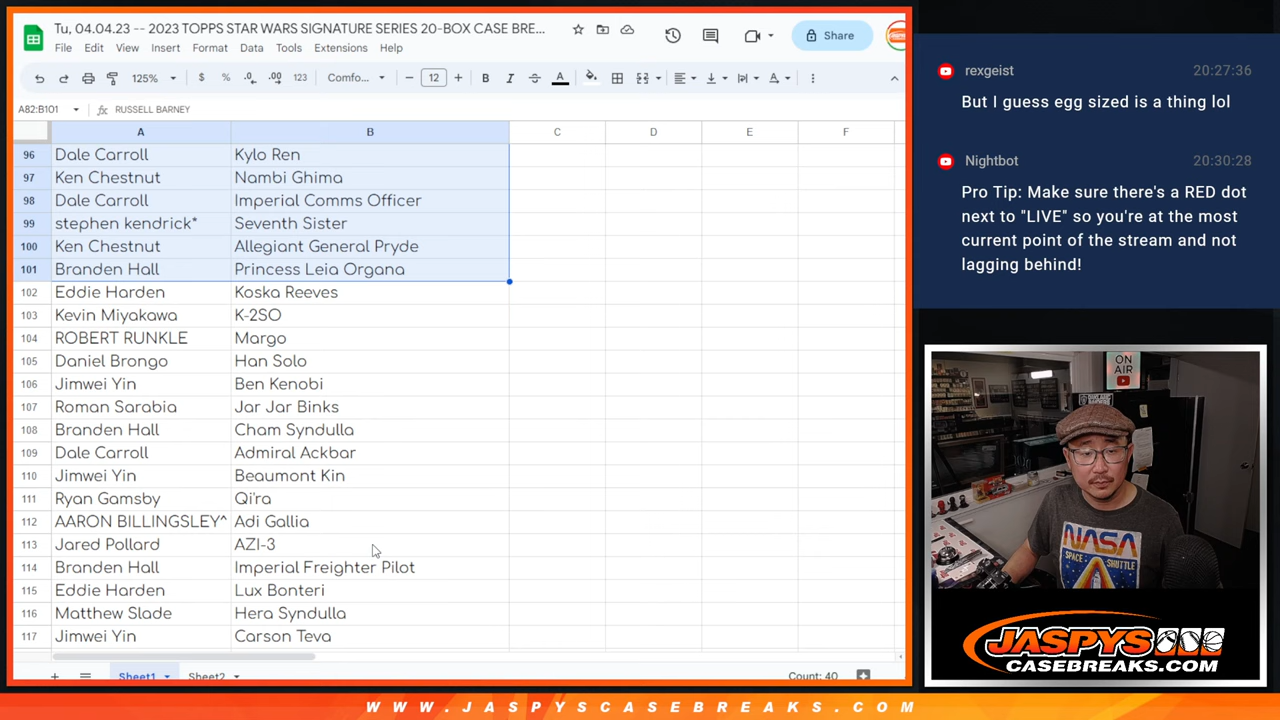 Tu, 04.04.23 -- 2023 TOPPS STAR WARS SIGNATURE SERIES 20-BOX CASE BRE...
File Edit View Insert Format Data Tools Extensions Help
Share
125% $ % .0 .00 123 Comfo... 12 B I A
A82:B101 fx RUSSELL BARNEY
A B C D E F
96 Dale Carroll Kylo Ren
97 Ken Chestnut Nambi Ghima
98 Dale Carroll Imperial Comms Officer
99 stephen kendrick* Seventh Sister
100 Ken Chestnut Allegiant General Pryde
101 Branden Hall Princess Leia Organa
102 Eddie Harden Koska Reeves
103 Kevin Miyakawa K-2SO
104 ROBERT RUNKLE Margo
105 Daniel Brongo Han Solo
106 Jimwei Yin Ben Kenobi
107 Roman Sarabia Jar Jar Binks
108 Branden Hall Cham Syndulla
109 Dale Carroll Admiral Ackbar
110 Jimwei Yin Beaumont Kin
111 Ryan Gamsby Qi'ra
112 AARON BILLINGSLEY^ Adi Gallia
113 Jared Pollard AZI-3
114 Branden Hall Imperial Freighter Pilot
115 Eddie Harden Lux Bonteri
116 Matthew Slade Hera Syndulla
117 Jimwei Yin Carson Teva
Sheet1 Sheet2 Count: 40
rexgeist 20:27:36
But I guess egg sized is a thing lol
Nightbot 20:30:28
Pro Tip: Make sure there's a RED dot
next to "LIVE" so you're at the most
current point of the stream and not
lagging behind!
ON
AIR
NASA
SPACE SHUTTLE
JASPYS
CASEBREAKS.COM
WWW.JASPYSCASEBREAKS.COM